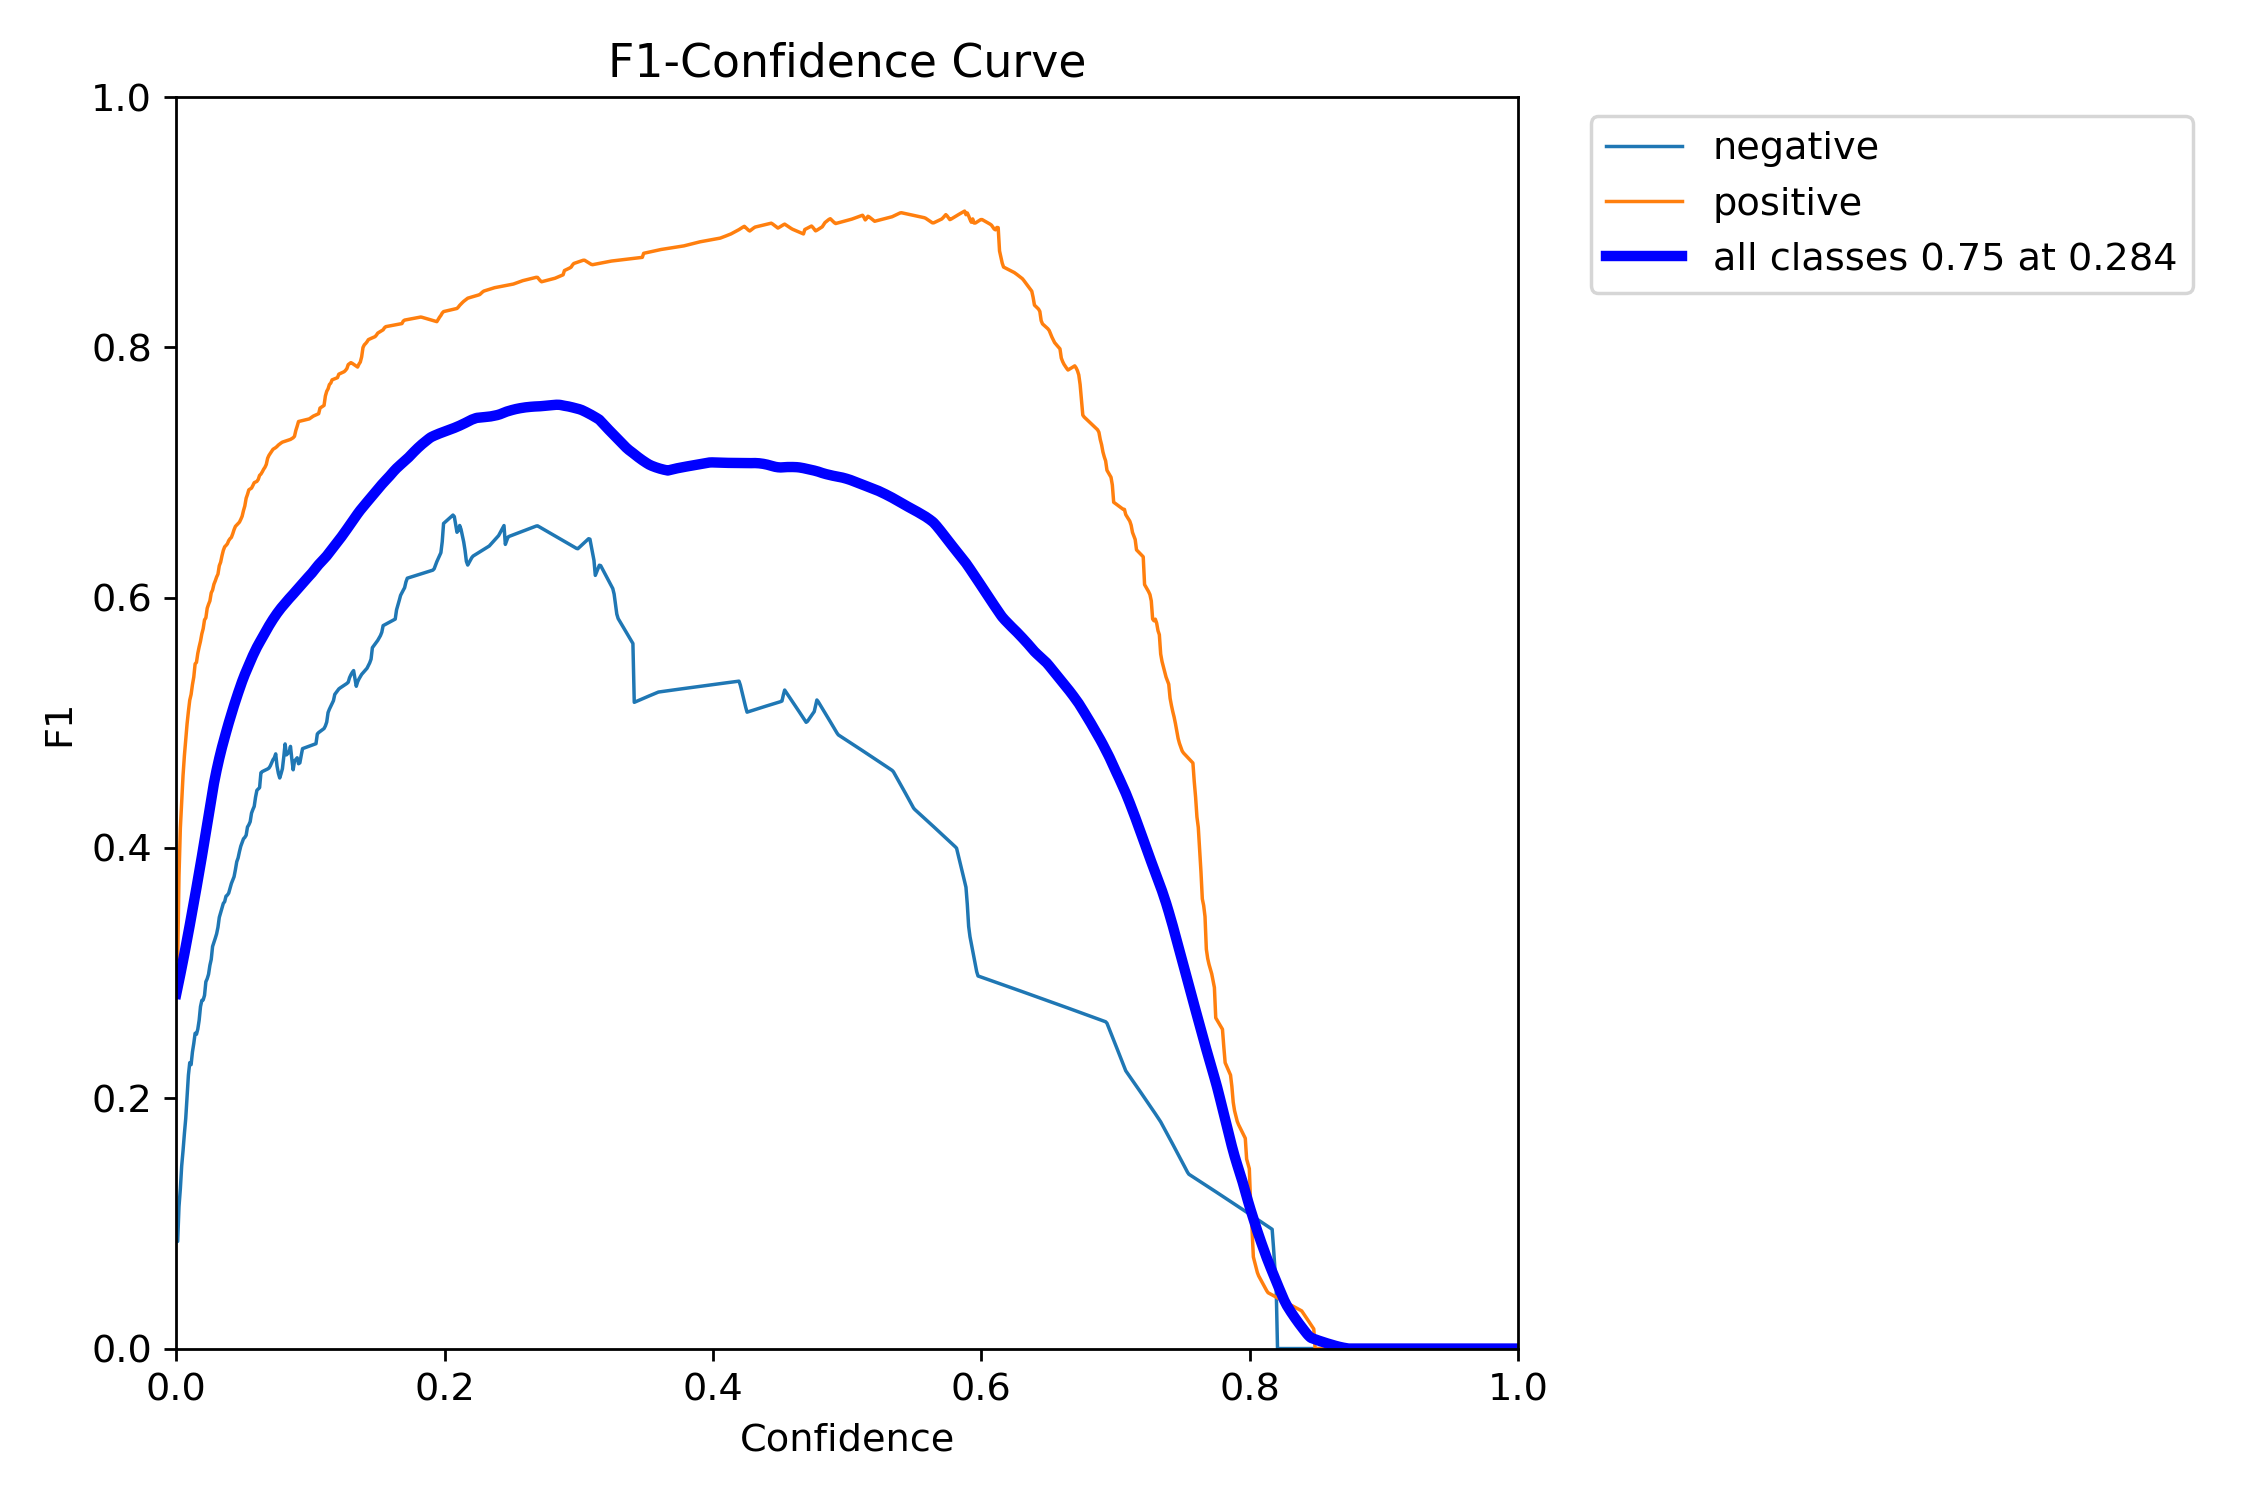 F1-Confidence Curve
1.0
0.8
0.6
0.4
0.2
0.0
F1
0.0 0.2 0.4 0.6 0.8 1.0
Confidence
negative
positive
all classes 0.75 at 0.284